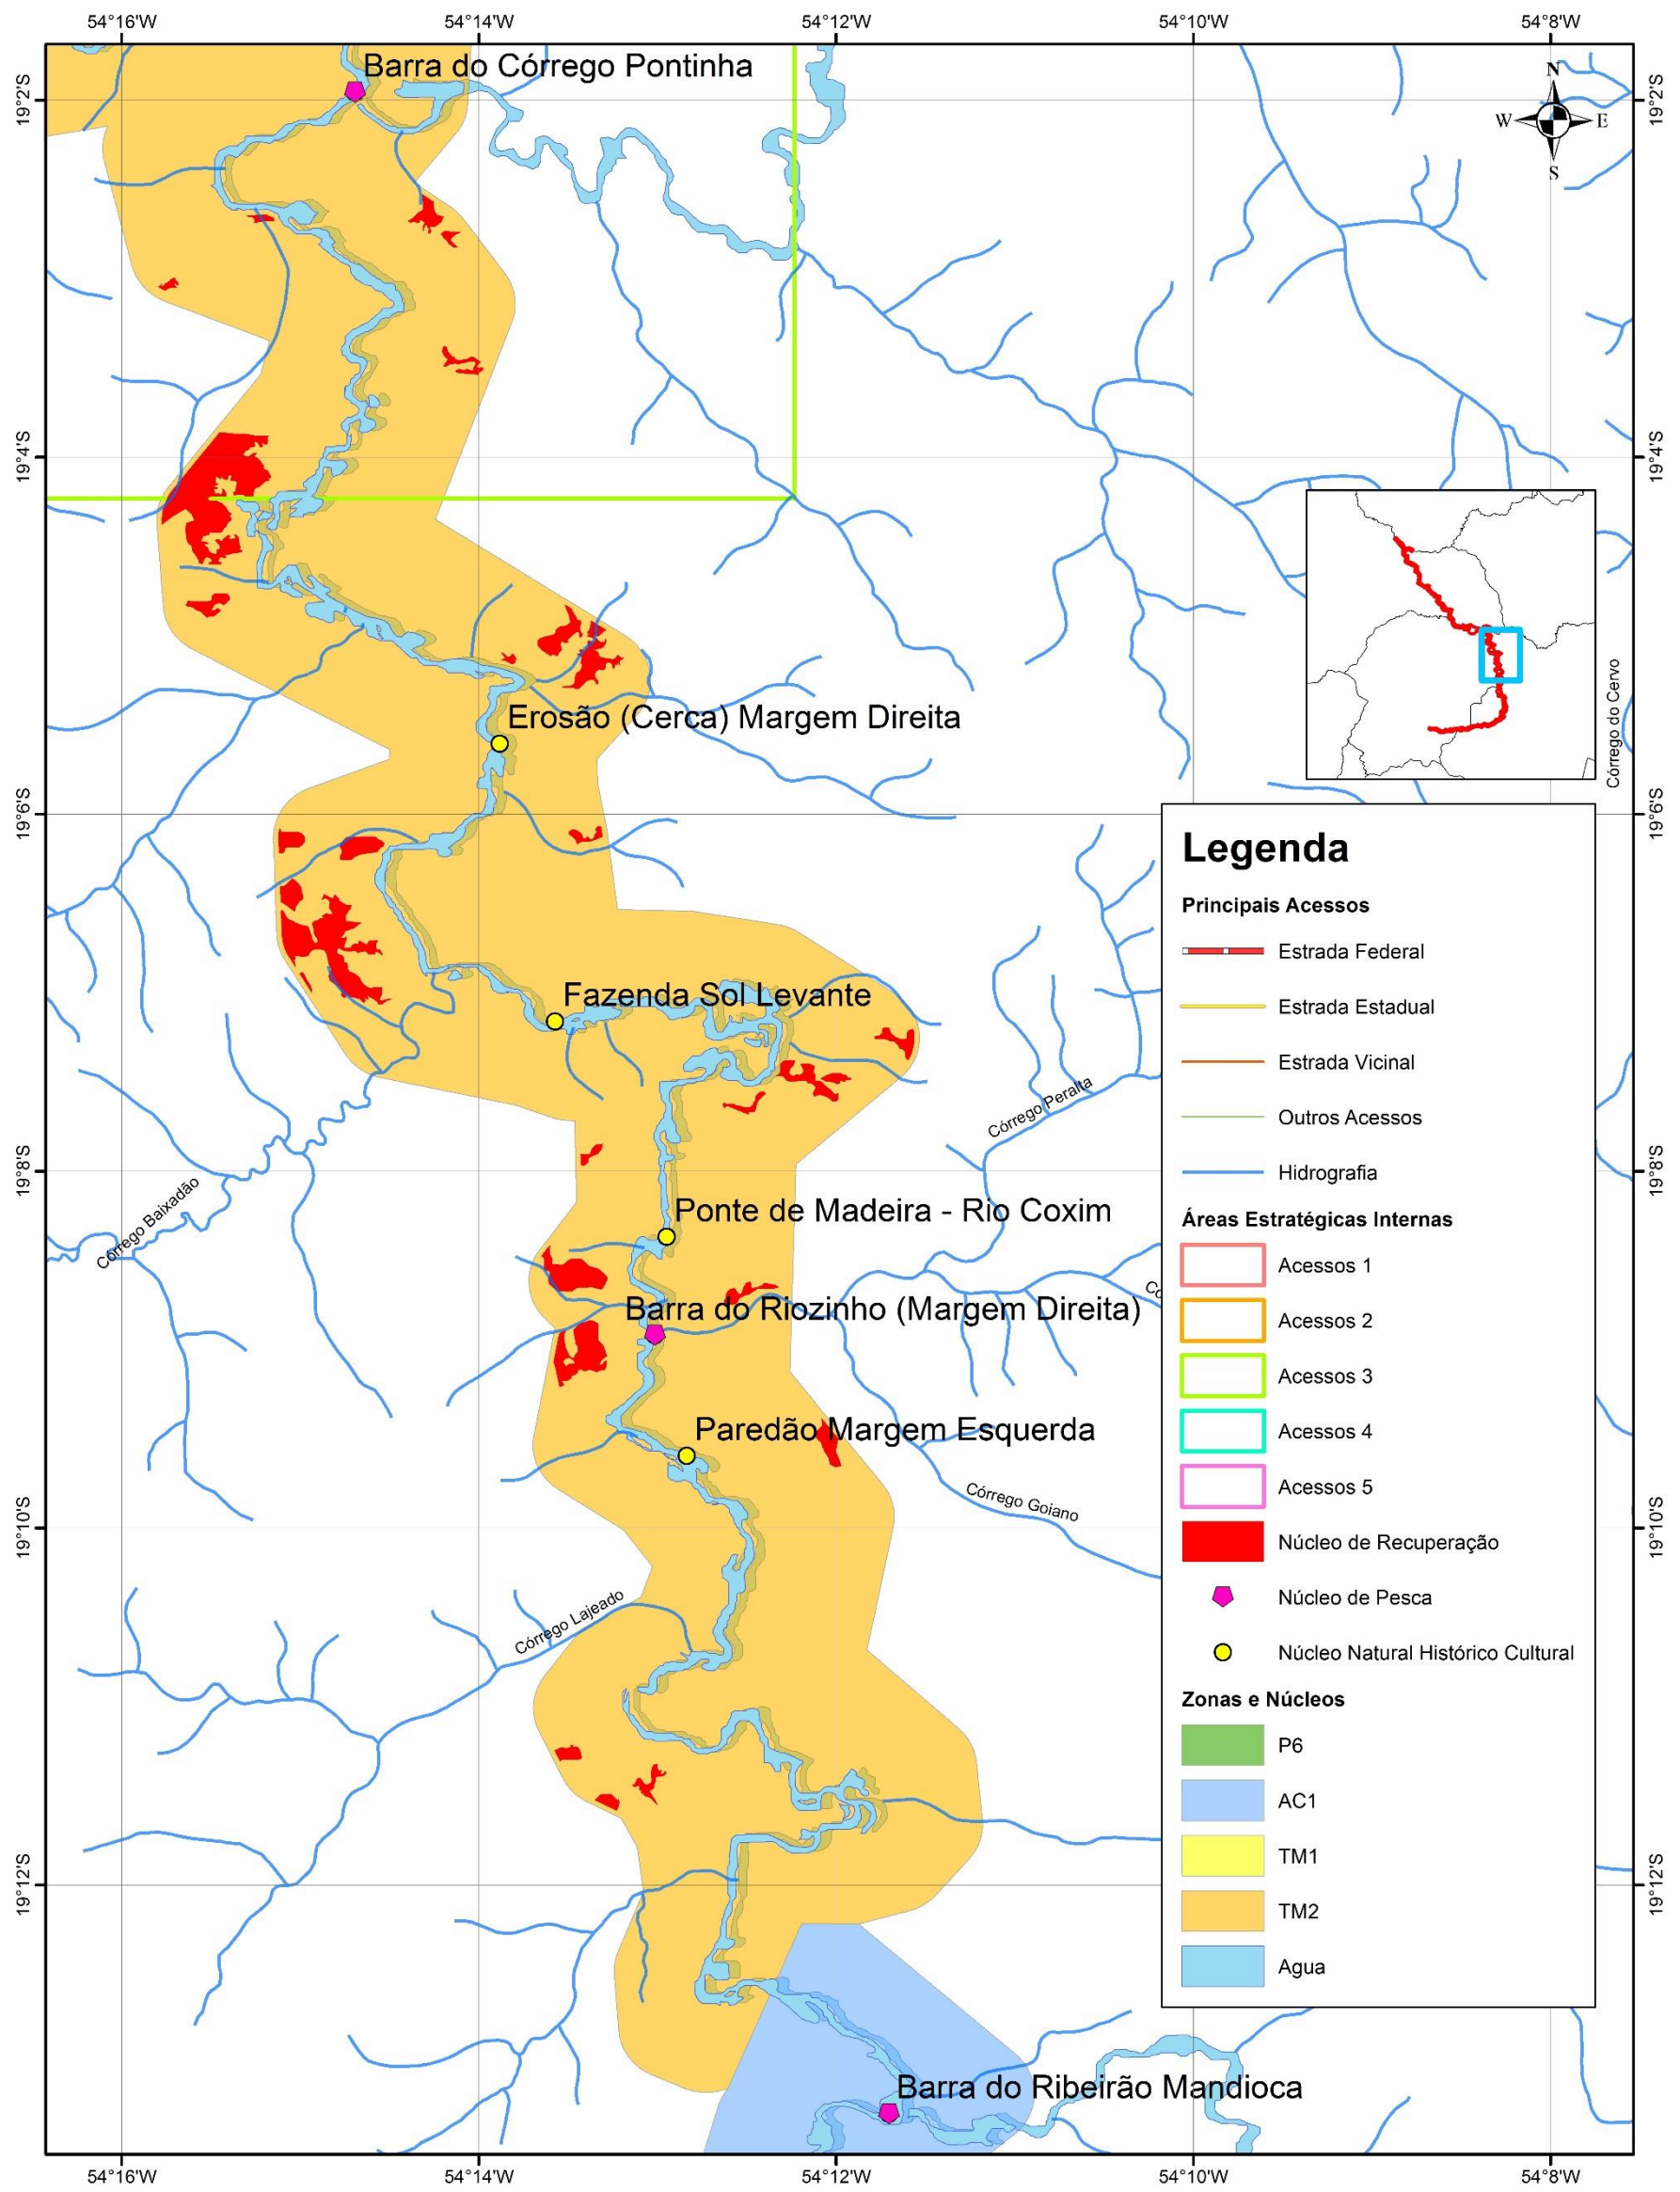 54°16'W
54°14'W
54°12'W
54°10'W
54°8'W
19°2'S
19°2'S
Barra do Córrego Pontinha
N
W
E
S
19°4'S
19°4'S
Córrego do Cervo
Erosão (Cerca) Margem Direita
19°6'S
19°6'S
Fazenda Sol Levante
Córrego Peralta
19°8'S
19°8'S
Córrego Baixadão
Ponte de Madeira - Rio Coxim
Co
Barra do Riozinho (Margem Direita)
Paredão Margem Esquerda
Córrego Goiano
19°10'S
19°10'S
Córrego Lajeado
19°12'S
19°12'S
Barra do Ribeirão Mandioca
Legenda
Principais Acessos
Estrada Federal
Estrada Estadual
Estrada Vicinal
Outros Acessos
Hidrografia
Áreas Estratégicas Internas
Acessos 1
Acessos 2
Acessos 3
Acessos 4
Acessos 5
Núcleo de Recuperação
Núcleo de Pesca
Núcleo Natural Histórico Cultural
Zonas e Núcleos
P6
AC1
TM1
TM2
Agua
54°16'W
54°14'W
54°12'W
54°10'W
54°8'W